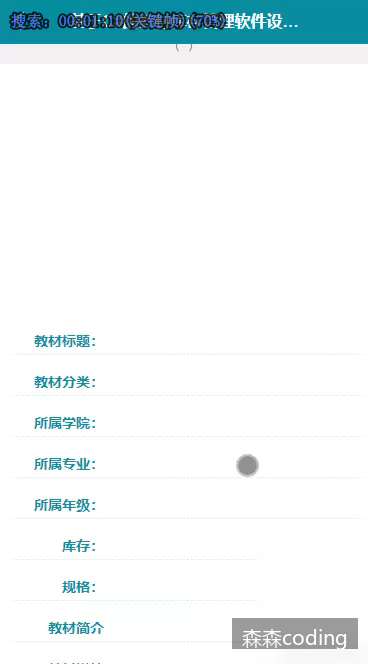 搜索: 00:01:10(关键帧)(70%)
理软件设...
( )
教材标题:
教材分类:
所属学院:
所属专业:
所属年级:
库存:
规格:
教材简介
森森coding